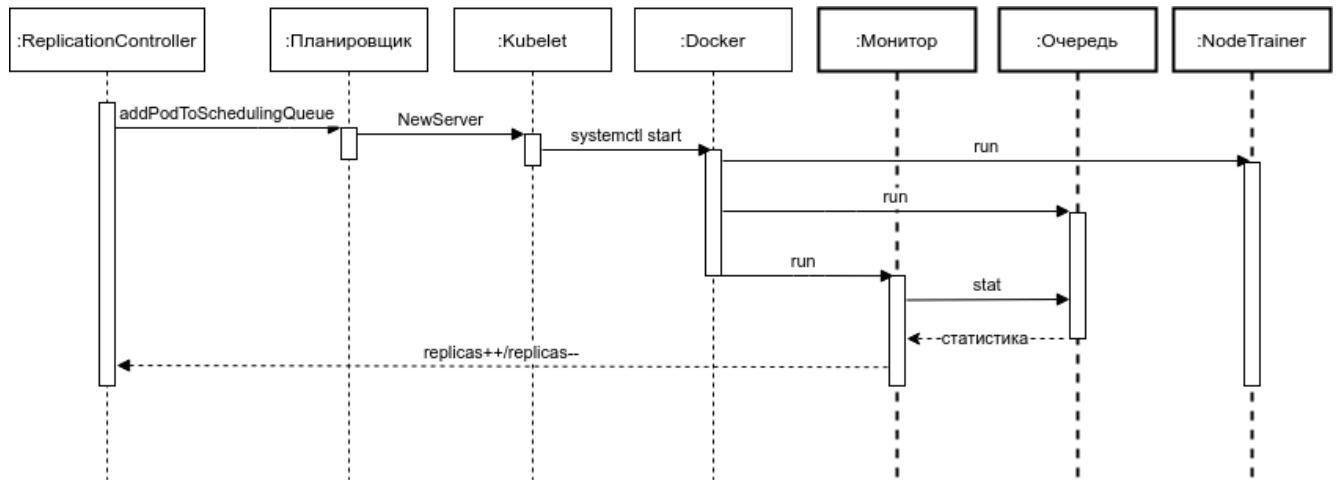 :ReplicationController
:Планировщик
:Kubelet
:Docker
:Монитор
:Очередь
:NodeTrainer
addPodToSchedulingQueue
NewServer
systemctl start
run
run
run
stat
статистика
replicas++/replicas--